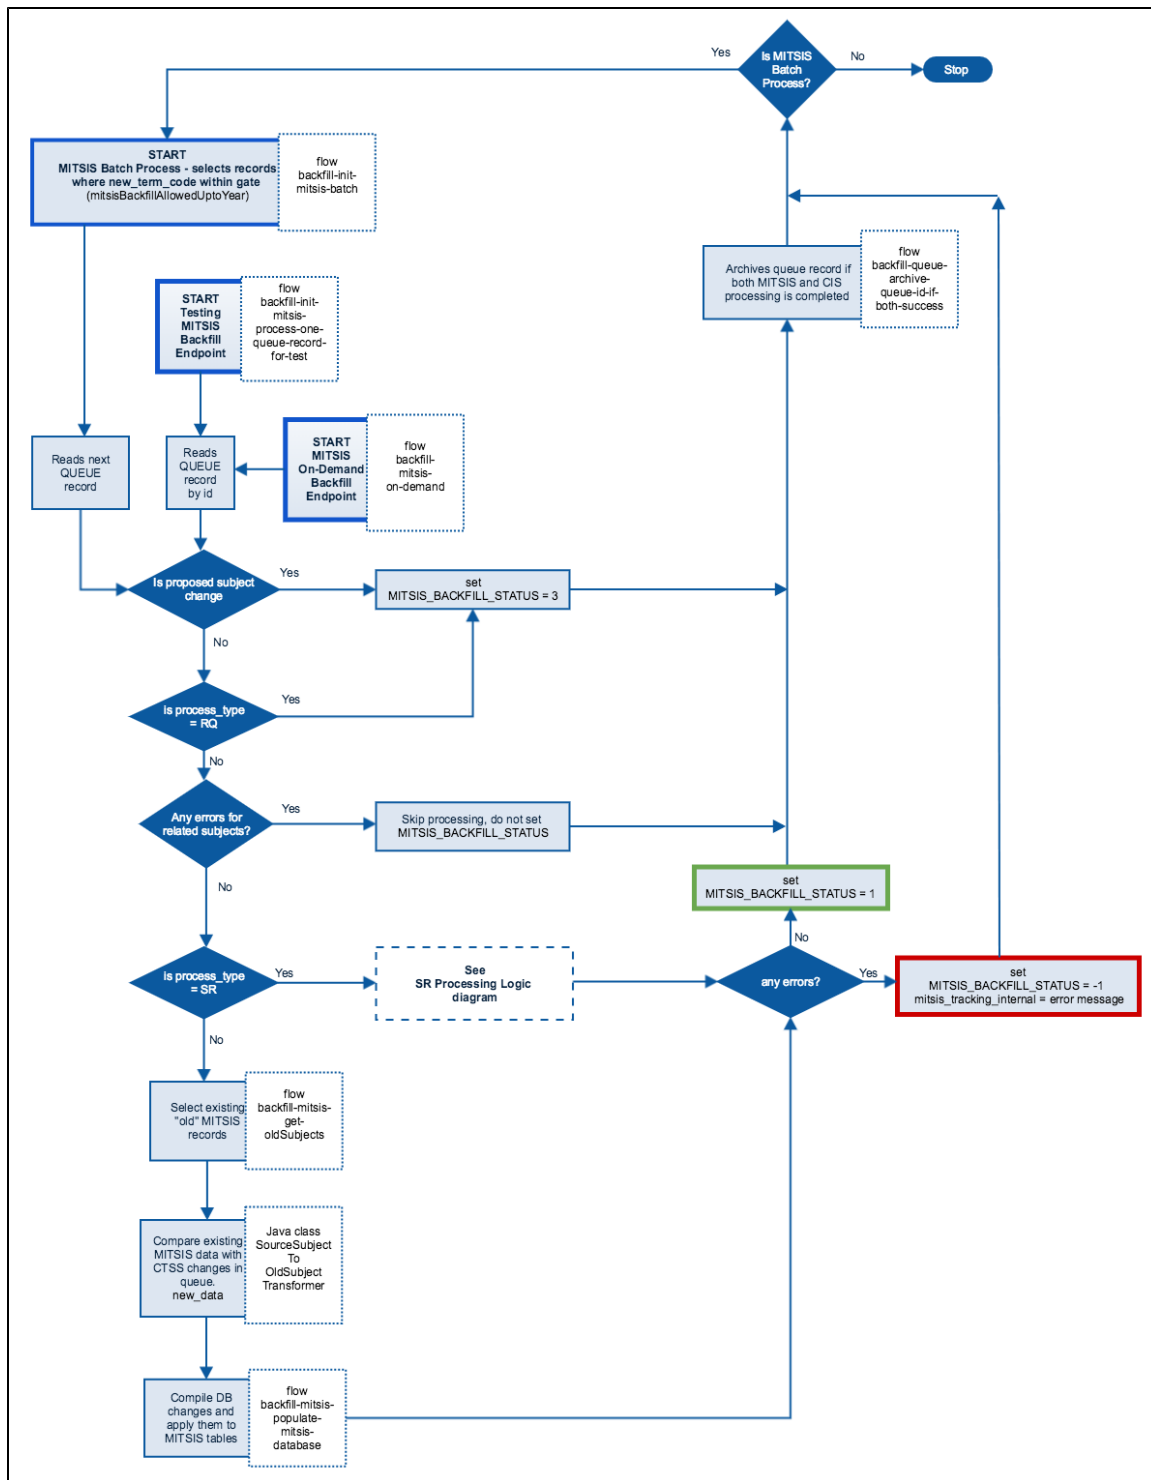 Is MITSIS
Batch
Process?
Yes
No
Stop
START
MITSIS Batch Process - selects records
where new_term_code within gate
(mitsisBackfillAllowedUptoYear)
flow
backfill-init-
mitsis-batch
Archives queue record if
both MITSIS and CIS
processing is completed
flow
backfill-queue-
archive-
queue-id-if-
both-success
START
Testing
MITSIS
Backfill
Endpoint
flow
backfill-init-
mitsis-
process-one-
queue-record-
for-test
Reads next
QUEUE
record
Reads
QUEUE
record
by id
START
MITSIS
On-Demand
Backfill
Endpoint
flow
backfill-
mitsis-
on-demand
Is proposed subject
change
Yes
set
MITSIS_BACKFILL_STATUS = 3
No
is process_type
= RQ
Yes
No
Any errors for
related subjects?
Yes
Skip processing, do not set
MITSIS_BACKFILL_STATUS
No
set
MITSIS_BACKFILL_STATUS = 1
No
is process_type
= SR
Yes
See
SR Processing Logic
diagram
any errors?
Yes
set
MITSIS_BACKFILL_STATUS = -1
mitsis_tracking_internal = error message
No
Select existing
"old" MITSIS
records
flow
backfill-mitsis-
get-
oldSubjects
Compare existing
MITSIS data with
CTSS changes in
queue.
new_data
Java class
SourceSubject
To
OldSubject
Transformer
Compile DB
changes and
apply them to
MITSIS tables
flow
backfill-mitsis-
populate-
mitsis-
database